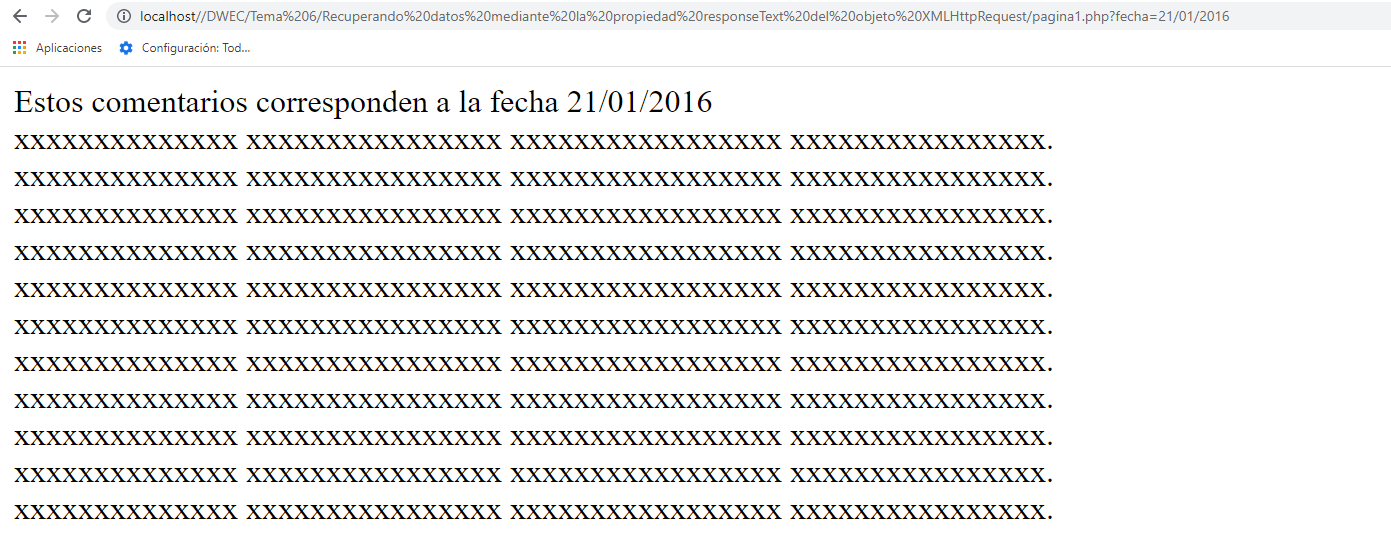 localhost//DWEC/Tema%206/Recuperando%20datos%20mediante%20la%20propiedad%20responseText%20del%20objeto%20XMLHttpRequest/pagina1.php?fecha=21/01/2016
Aplicaciones Configuración: Tod...
Estos comentarios corresponden a la fecha 21/01/2016
xxxxxxxxxxxxxx xxxxxxxxxxxxxxxx xxxxxxxxxxxxxxxxx xxxxxxxxxxxxxxxx.
xxxxxxxxxxxxxx xxxxxxxxxxxxxxxx xxxxxxxxxxxxxxxxx xxxxxxxxxxxxxxxx.
xxxxxxxxxxxxxx xxxxxxxxxxxxxxxx xxxxxxxxxxxxxxxxx xxxxxxxxxxxxxxxx.
xxxxxxxxxxxxxx xxxxxxxxxxxxxxxx xxxxxxxxxxxxxxxxx xxxxxxxxxxxxxxxx.
xxxxxxxxxxxxxx xxxxxxxxxxxxxxxx xxxxxxxxxxxxxxxxx xxxxxxxxxxxxxxxx.
xxxxxxxxxxxxxx xxxxxxxxxxxxxxxx xxxxxxxxxxxxxxxxx xxxxxxxxxxxxxxxx.
xxxxxxxxxxxxxx xxxxxxxxxxxxxxxx xxxxxxxxxxxxxxxxx xxxxxxxxxxxxxxxx.
xxxxxxxxxxxxxx xxxxxxxxxxxxxxxx xxxxxxxxxxxxxxxxx xxxxxxxxxxxxxxxx.
xxxxxxxxxxxxxx xxxxxxxxxxxxxxxx xxxxxxxxxxxxxxxxx xxxxxxxxxxxxxxxx.
xxxxxxxxxxxxxx xxxxxxxxxxxxxxxx xxxxxxxxxxxxxxxxx xxxxxxxxxxxxxxxx.
xxxxxxxxxxxxxx xxxxxxxxxxxxxxxx xxxxxxxxxxxxxxxxx xxxxxxxxxxxxxxxx.